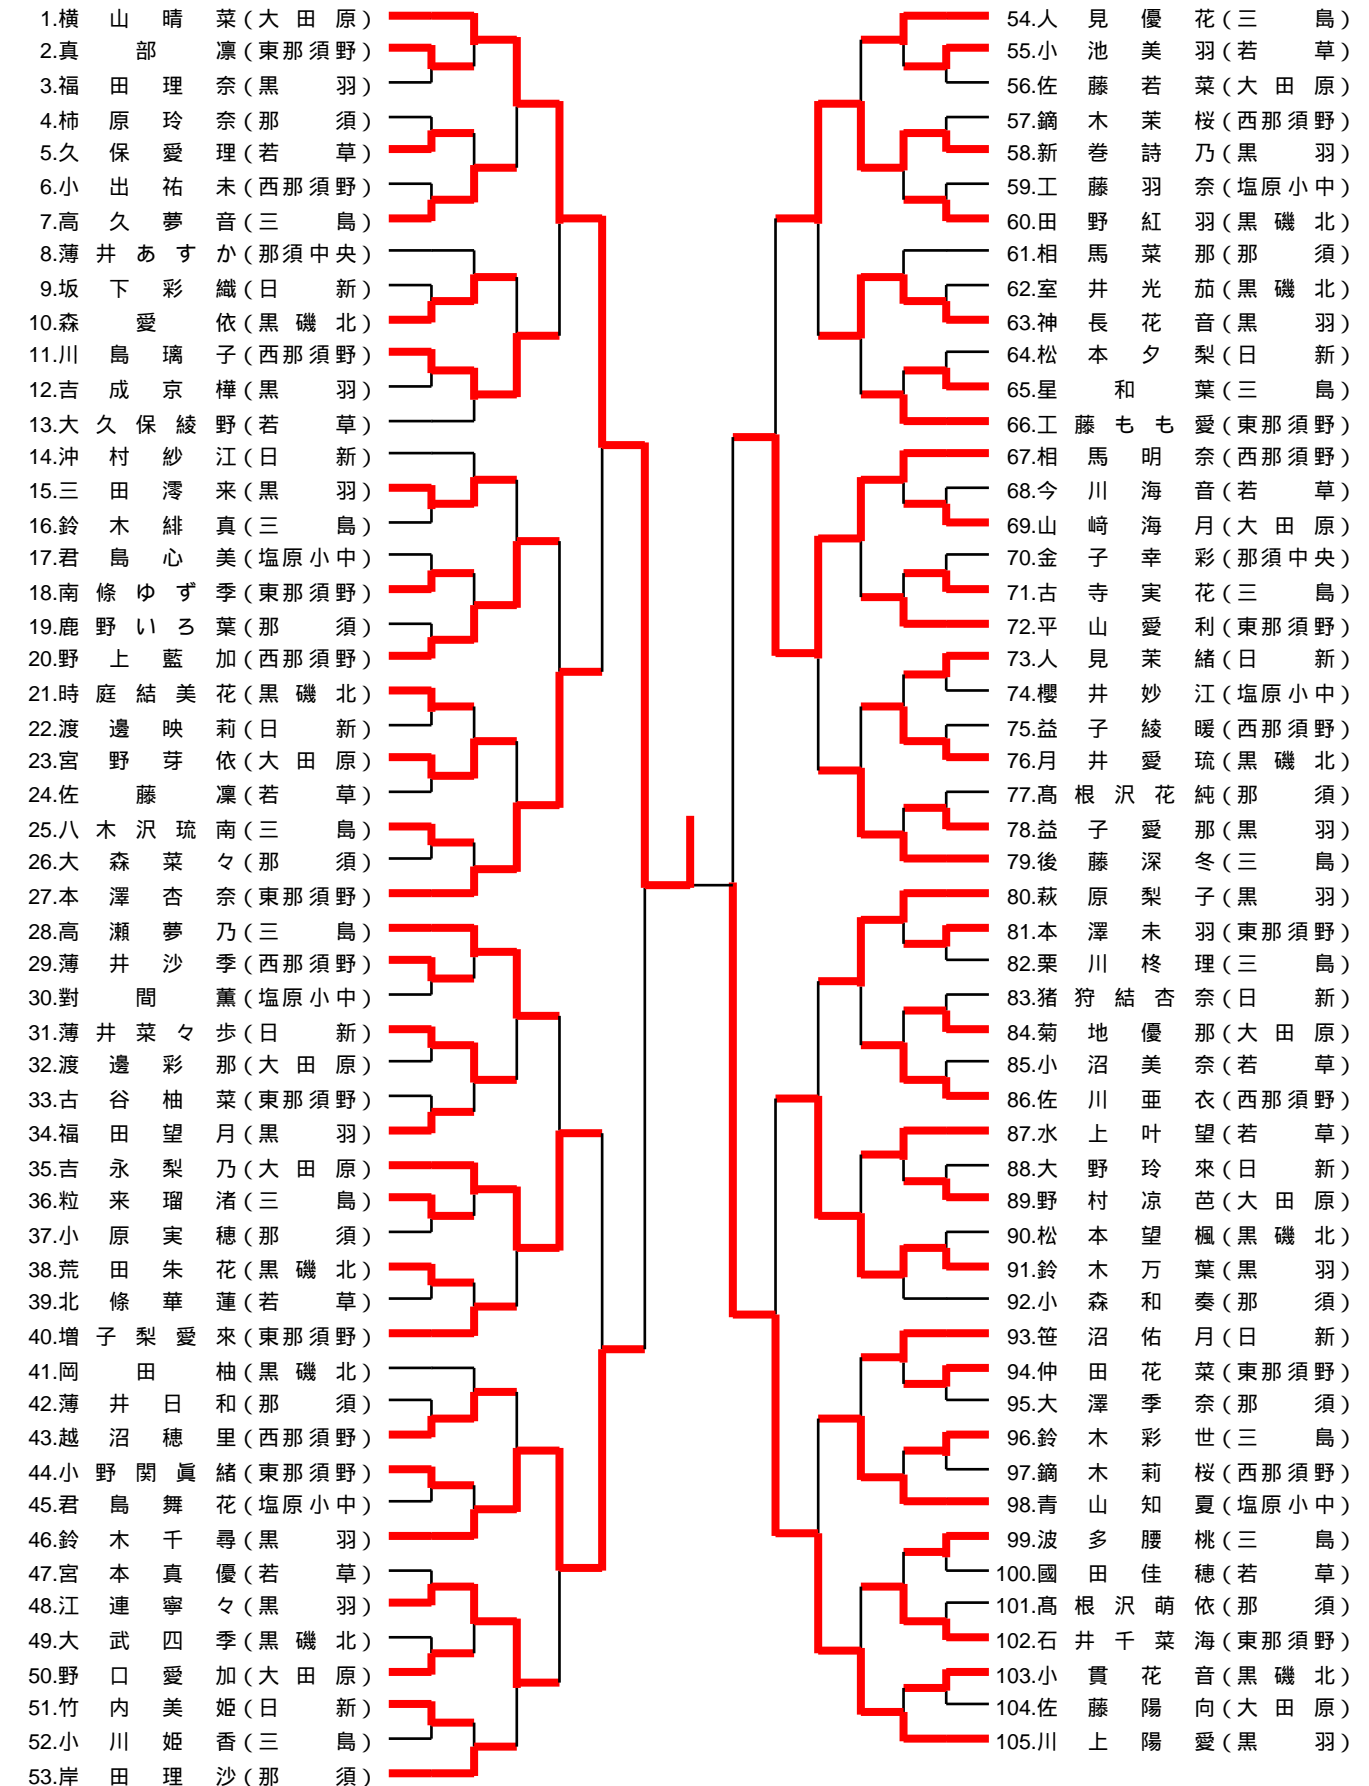 1.横山晴菜(大田原)
2.真部凛(東那須野)
3.福田理奈(黒羽)
4.柿原玲奈(那須)
5.久保愛理(若草)
6.小出祐未(西那須野)
7.高久夢音(三島)
8.薄井あすか(那須中央)
9.坂下彩織(日新)
10.森愛依(黒磯北)
11.川島璃子(西那須野)
12.吉成京樺(黒羽)
13.大久保綾野(若草)
14.沖村紗江(日新)
15.三田澪来(黒羽)
16.鈴木緋真(三島)
17.君島心美(塩原小中)
18.南條ゆず季(東那須野)
19.鹿野いろ葉(那須)
20.野上藍加(西那須野)
21.時庭結美花(黒磯北)
22.渡邊映莉(日新)
23.宮野芽依(大田原)
24.佐藤凜(若草)
25.八木沢琉南(三島)
26.大森菜々(那須)
27.本澤杏奈(東那須野)
28.高瀬夢乃(三島)
29.薄井沙季(西那須野)
30.對間薫(塩原小中)
31.薄井菜々歩(日新)
32.渡邊彩那(大田原)
33.古谷柚菜(東那須野)
34.福田望月(黒羽)
35.吉永梨乃(大田原)
36.粒来瑠渚(三島)
37.小原実穂(那須)
38.荒田朱花(黒磯北)
39.北條華蓮(若草)
40.増子梨愛來(東那須野)
41.岡田柚(黒磯北)
42.薄井日和(那須)
43.越沼穂里(西那須野)
44.小野関眞緒(東那須野)
45.君島舞花(塩原小中)
46.鈴木千尋(黒羽)
47.宮本真優(若草)
48.江連寧々(黒羽)
49.大武四季(黒磯北)
50.野口愛加(大田原)
51.竹内美姫(日新)
52.小川姫香(三島)
53.岸田理沙(那須)
54.人見優花(三島)
55.小池美羽(若草)
56.佐藤若菜(大田原)
57.鏑木茉桜(西那須野)
58.新巻詩乃(黒羽)
59.工藤羽奈(塩原小中)
60.田野紅羽(黒磯北)
61.相馬菜那(那須)
62.室井光茄(黒磯北)
63.神長花音(黒羽)
64.松本夕梨(日新)
65.星和葉(三島)
66.工藤もも愛(東那須野)
67.相馬明奈(西那須野)
68.今川海音(若草)
69.山﨑海月(大田原)
70.金子幸彩(那須中央)
71.古寺実花(三島)
72.平山愛利(東那須野)
73.人見茉緒(日新)
74.櫻井妙江(塩原小中)
75.益子綾暖(西那須野)
76.月井愛琉(黒磯北)
77.髙根沢花純(那須)
78.益子愛那(黒羽)
79.後藤深冬(三島)
80.萩原梨子(黒羽)
81.本澤未羽(東那須野)
82.栗川柊理(三島)
83.猪狩結杏奈(日新)
84.菊地優那(大田原)
85.小沼美奈(若草)
86.佐川亜衣(西那須野)
87.水上叶望(若草)
88.大野玲來(日新)
89.野村凉芭(大田原)
90.松本望楓(黒磯北)
91.鈴木万葉(黒羽)
92.小森和奏(那須)
93.笹沼佑月(日新)
94.仲田花菜(東那須野)
95.大澤季奈(那須)
96.鈴木彩世(三島)
97.鏑木莉桜(西那須野)
98.青山知夏(塩原小中)
99.波多腰桃(三島)
100.國田佳穂(若草)
101.髙根沢萌依(那須)
102.石井千菜海(東那須野)
103.小貫花音(黒磯北)
104.佐藤陽向(大田原)
105.川上陽愛(黒羽)